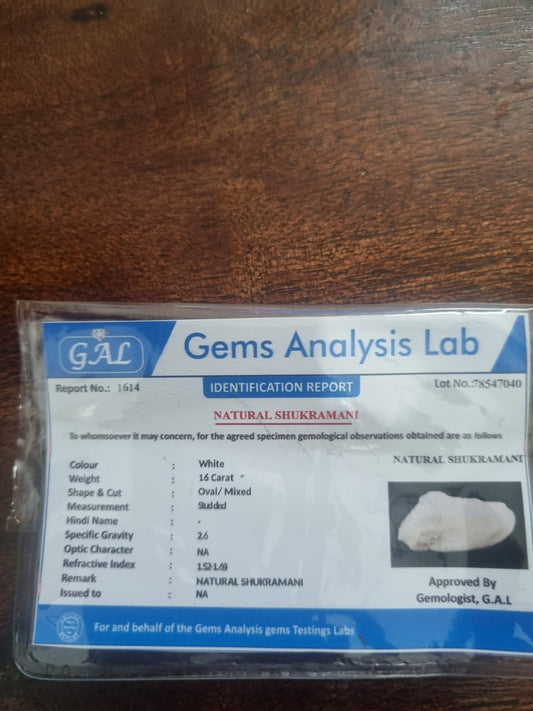 GAL
Gems Analysis Lab
Report No.: 1614
IDENTIFICATION REPORT
Lot No.:78547040
NATURAL SHUKRAMANI
To whomsoever it may concern, for the agreed specimen gemological observations obtained are as follows
Colour : White
Weight : 16 Carat
Shape & Cut : Oval/ Mixed
Measurement : Studded
Hindi Name : -
Specific Gravity : 2.6
Optic Character : NA
Refractive Index : 1.52-1.69
Remark : NATURAL SHUKRAMANI
Issued to : NA
NATURAL SHUKRAMANI
Approved By
Gemologist, G.A.L
For and behalf of the Gems Analysis gems Testings Labs